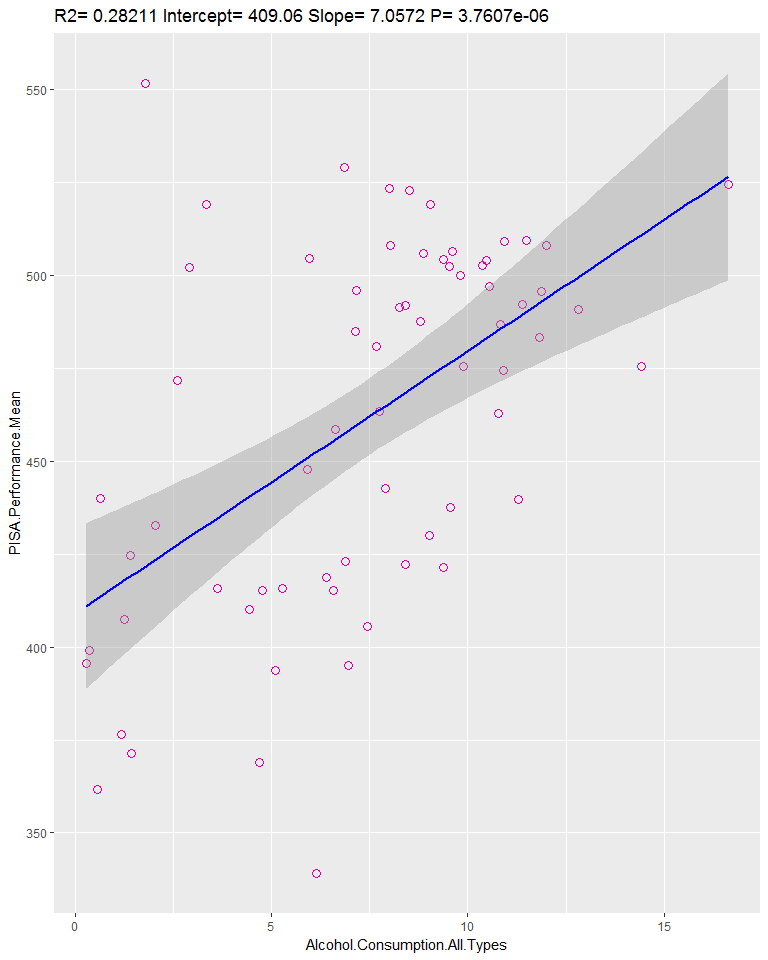 R2= 0.28211 Intercept= 409.06 Slope= 7.0572 P= 3.7607e-06
550
500
450
400
350
PISA.Performance.Mean
0 5 10 15
Alcohol.Consumption.All.Types